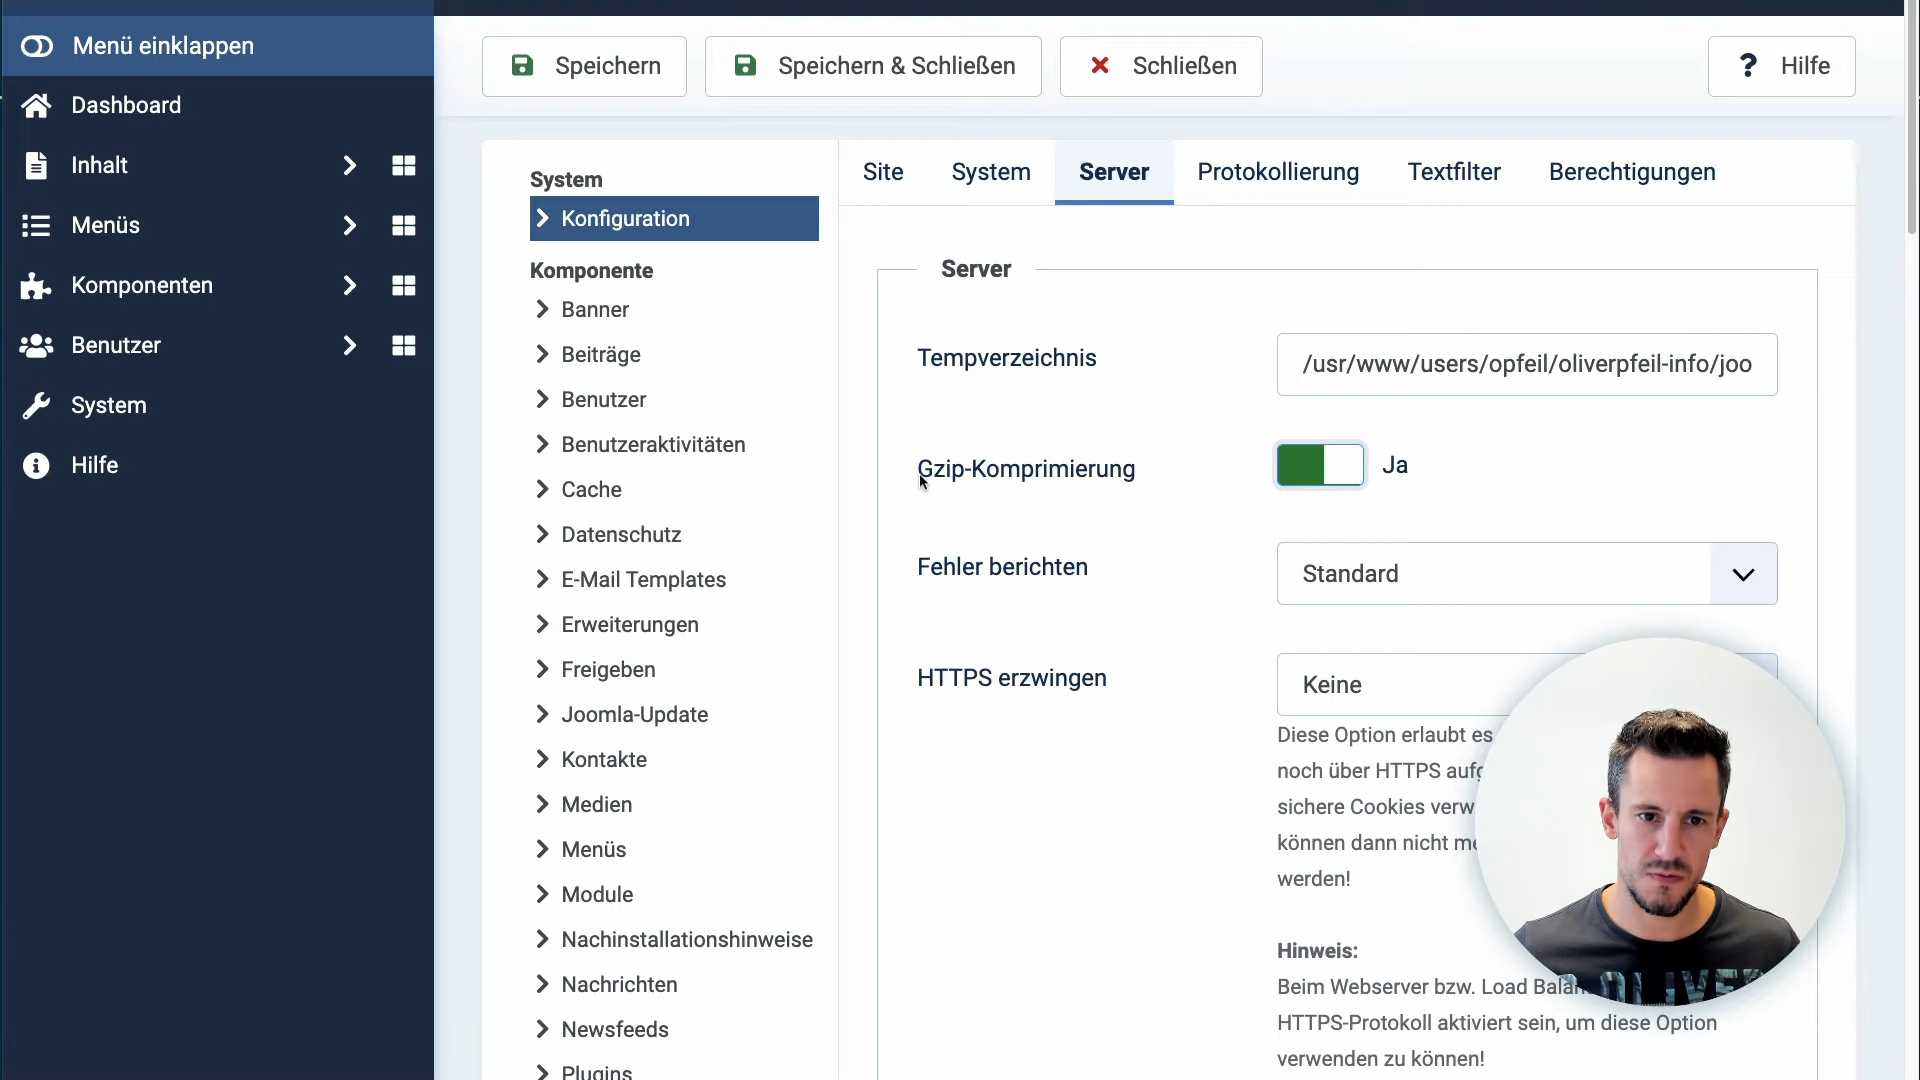 Menü einklappen
Dashboard
Inhalt
Menüs
Komponenten
Benutzer
System
Hilfe
Speichern
Speichern & Schließen
Schließen
? Hilfe
System
Konfiguration
Komponente
Banner
Beiträge
Benutzer
Benutzeraktivitäten
Cache
Datenschutz
E-Mail Templates
Erweiterungen
Freigeben
Joomla-Update
Kontakte
Medien
Menüs
Module
Nachinstallationshinweise
Nachrichten
Newsfeeds
Plugins
Site System Server Protokollierung Textfilter Berechtigungen
Server
Tempverzeichnis
/usr/www/users/opfeil/oliverpfeil-info/joo
Gzip-Komprimierung
Ja
Fehler berichten
Standard
HTTPS erzwingen
Keine
Diese Option erlaubt es
noch über HTTPS
sichere Cookies
können dann nicht
werden!
Hinweis:
Beim Webserver bzw. Load
HTTPS-Protokoll aktiviert sein, um diese Option
verwenden zu können!